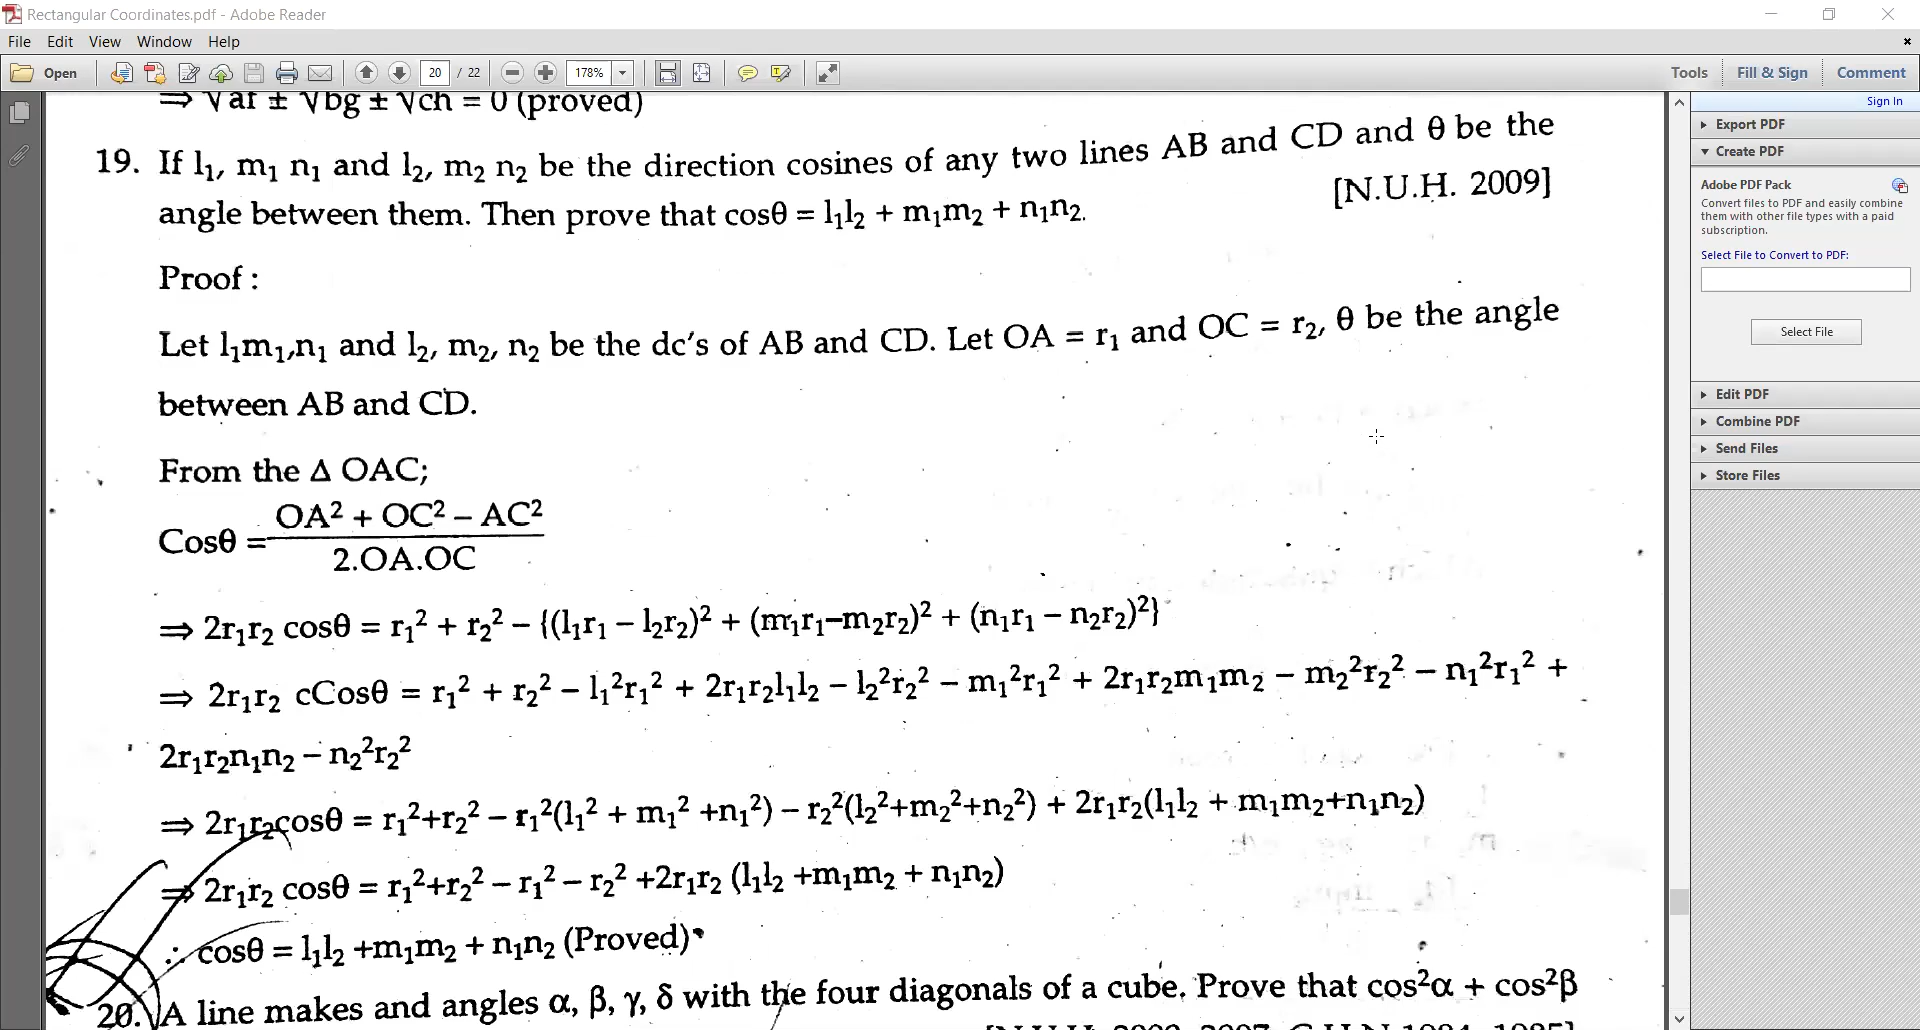 Rectangular Coordinates.pdf - Adobe Reader
File Edit View Window Help
Open 20 / 22 178% Tools Fill & Sign Comment
⇒ √af ± √bg ± √ch = 0 (proved)
19. If l₁, m₁ n₁ and l₂, m₂ n₂ be the direction cosines of any two lines AB and CD and θ be the
angle between them. Then prove that cosθ = l₁l₂ + m₁m₂ + n₁n₂.
[N.U.H. 2009]
Proof :
Let l₁m₁,n₁ and l₂, m₂, n₂ be the dc's of AB and CD. Let OA = r₁ and OC = r₂, θ be the angle
between AB and CD.
From the Δ OAC;
Cosθ = OA² + OC² – AC²
2.OA.OC
⇒ 2r₁r₂ cosθ = r₁² + r₂² – {(l₁r₁ – l₂r₂)² + (m₁r₁–m₂r₂)² + (n₁r₁ – n₂r₂)²}
⇒ 2r₁r₂ cCosθ = r₁² + r₂² – l₁²r₁² + 2r₁r₂l₁l₂ – l₂²r₂² – m₁²r₁² + 2r₁r₂m₁m₂ – m₂²r₂² – n₁²r₁² +
2r₁r₂n₁n₂ – n₂²r₂²
⇒ 2r₁r₂cosθ = r₁²+r₂² – r₁²(l₁² + m₁² +n₁²) – r₂²(l₂²+m₂²+n₂²) + 2r₁r₂(l₁l₂ + m₁m₂+n₁n₂)
⇒ 2r₁r₂ cosθ = r₁²+r₂² – r₁² – r₂² +2r₁r₂ (l₁l₂ +m₁m₂ + n₁n₂)
∴ cosθ = l₁l₂ +m₁m₂ + n₁n₂ (Proved)
20. A line makes and angles α, β, γ, δ with the four diagonals of a cube. Prove that cos²α + cos²β
Sign In
Export PDF
Create PDF
Adobe PDF Pack
Convert files to PDF and easily combine
them with other file types with a paid
subscription.
Select File to Convert to PDF:
Select File
Edit PDF
Combine PDF
Send Files
Store Files